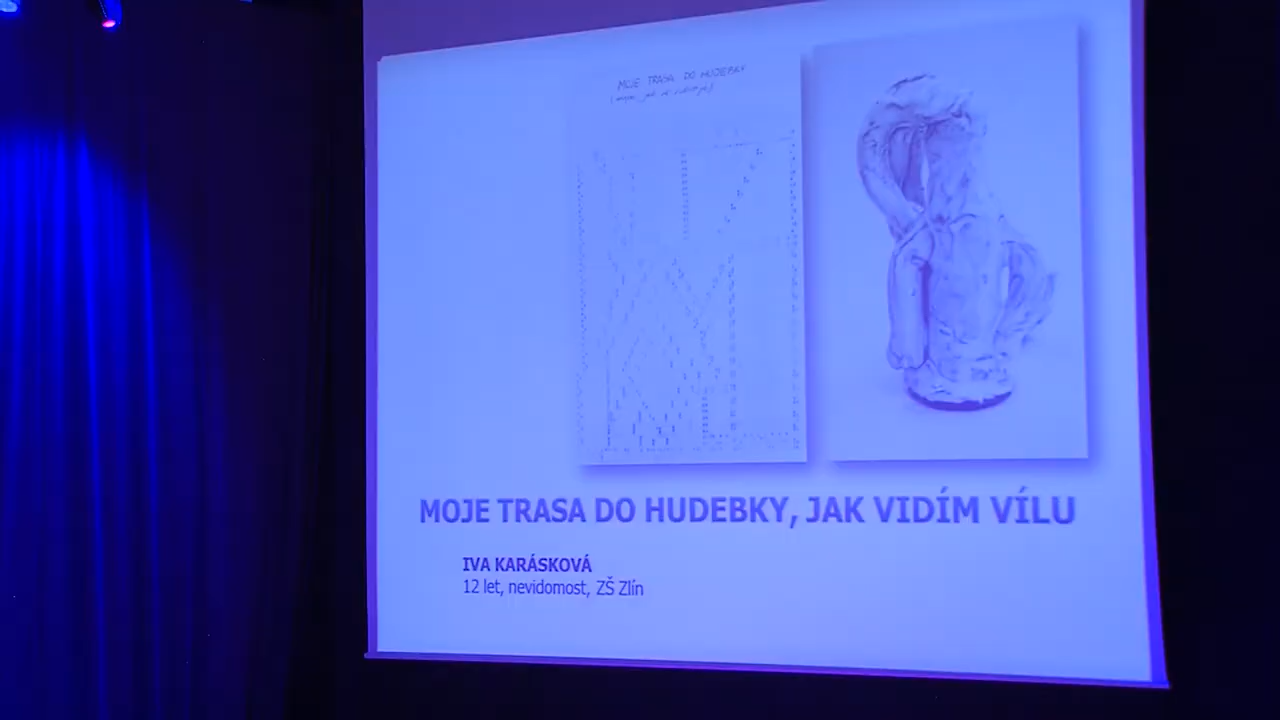 MOJE TRASA DO HUDEBKY
MOJE TRASA DO HUDEBKY, JAK VIDÍM VÍLU
IVA KARÁSKOVÁ
12 let, nevidomost, ZŠ Zlín